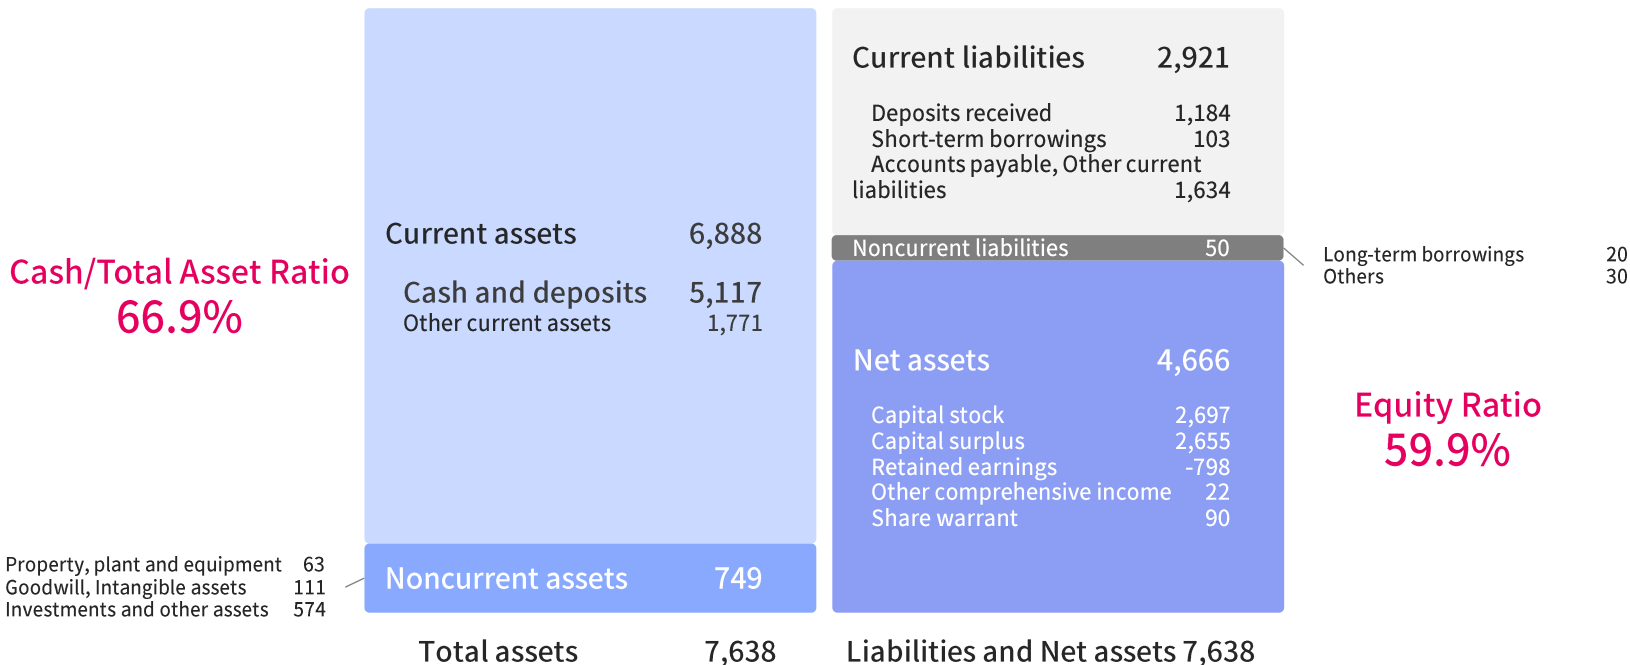 Cash/Total Asset Ratio
66.9%
Property, plant and equipment 63
Goodwill, Intangible assets 111
Investments and other assets 574
Current assets 6,888
Cash and deposits 5,117
Other current assets 1,771
Noncurrent assets 749
Total assets 7,638
Current liabilities 2,921
Deposits received 1,184
Short-term borrowings 103
Accounts payable, Other current
liabilities 1,634
Noncurrent liabilities 50
Long-term borrowings 20
Others 30
Net assets 4,666
Capital stock 2,697
Capital surplus 2,655
Retained earnings -798
Other comprehensive income 22
Share warrant 90
Liabilities and Net assets 7,638
Equity Ratio
59.9%